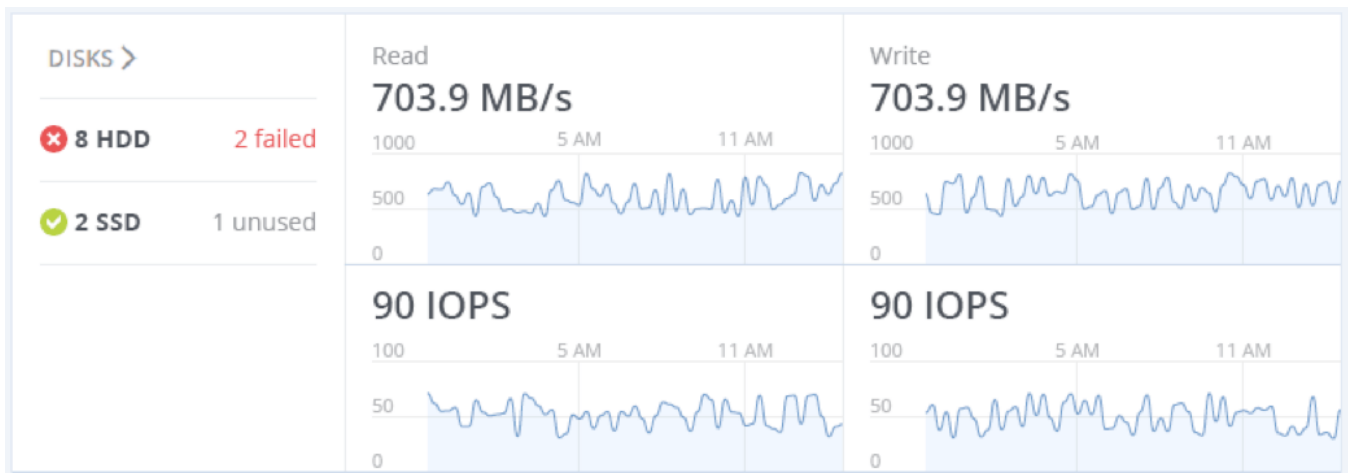 DISKS
8 HDD 2 failed
2 SSD 1 unused
Read
703.9 MB/s
1000 5 AM 11 AM
500
0
90 IOPS
100 5 AM 11 AM
50
0
Write
703.9 MB/s
1000 5 AM 11 AM
500
0
90 IOPS
100 5 AM 11 AM
50
0